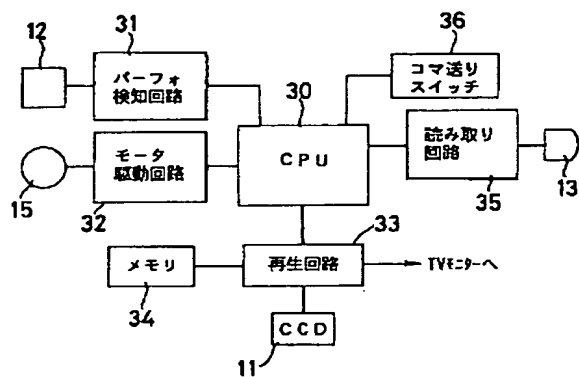 12
31
パーフォ
検知回路
36
コマ送り
スイッチ
30
CPU
読み取り
回路
35
13
15
モータ
駆動回路
32
33
メモリ
34
再生回路
TVモニターへ
CCD
11